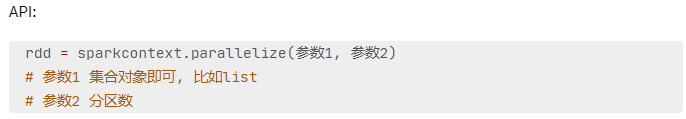 API:
rdd = sparkcontext.parallelize(参数1, 参数2)
# 参数1 集合对象即可, 比如list
# 参数2 分区数